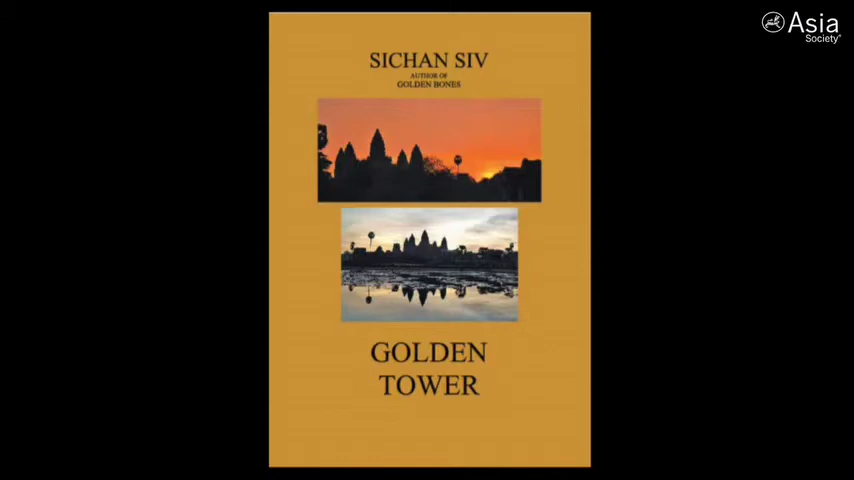 SICHAN SIV
AUTHOR OF
GOLDEN BONES
GOLDEN
TOWER
Asia
Society